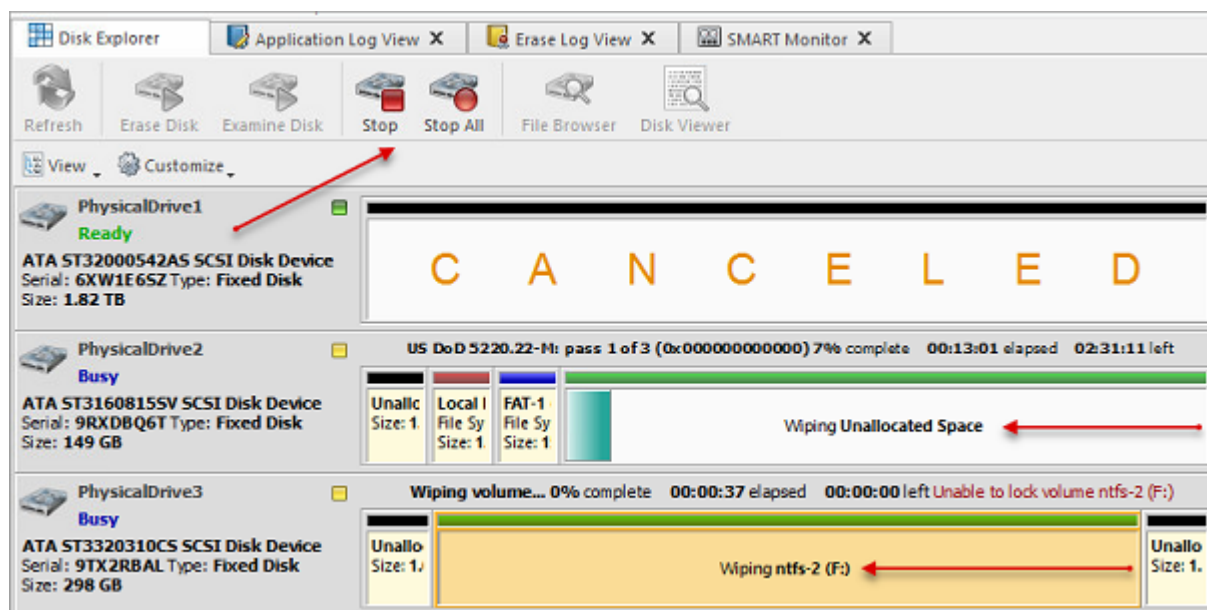 Disk Explorer Application Log View X Erase Log View X SMART Monitor X
Refresh Erase Disk Examine Disk Stop Stop All File Browser Disk Viewer
View Customize
PhysicalDrive1
Ready
ATA ST32000542AS SCSI Disk Device
Serial: 6XW1E6SZ Type: Fixed Disk
Size: 1.82 TB
C A N C E L E D
PhysicalDrive2
Busy
ATA ST3160815SV SCSI Disk Device
Serial: 9RXDBQ6T Type: Fixed Disk
Size: 149 GB
US DoD 5220.22-M: pass 1 of 3 (0x000000000000) 7% complete 00:13:01 elapsed 02:31:11 left
Unallc Local I FAT-1
Size: 1. File Sy File Sy
Size: 1. Size: 1
Wiping Unallocated Space
PhysicalDrive3
Busy
ATA ST3320310CS SCSI Disk Device
Serial: 9TX2RBAL Type: Fixed Disk
Size: 298 GB
Wiping volume... 0% complete 00:00:37 elapsed 00:00:00 left Unable to lock volume ntfs-2 (F:)
Unallo
Size: 1.
Wiping ntfs-2 (F:)
Unallo
Size: 1.